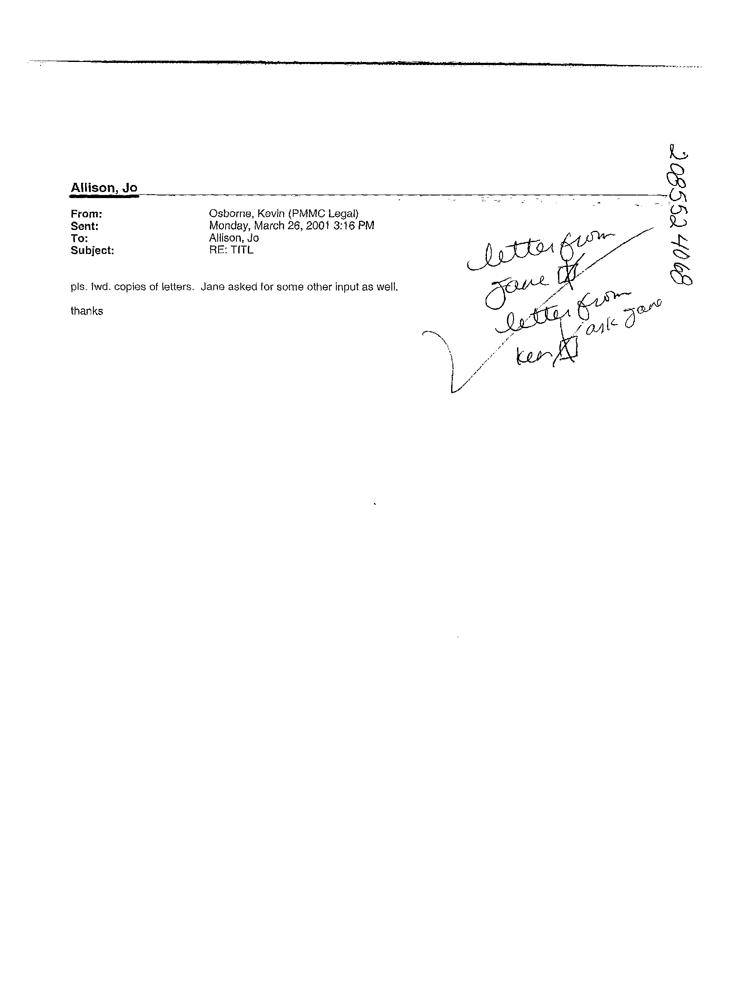 Allison, Jo
From: Osborne, Kevin (PMMC Legal)
Sent: Monday, March 26, 2001 3:16 PM
To: Allison, Jo
Subject: RE: TITL
pls. fwd. copies of letters. Jane asked for some other input as well.
thanks
letter from
Jane
letter from
ken
ask Jane
2085524068